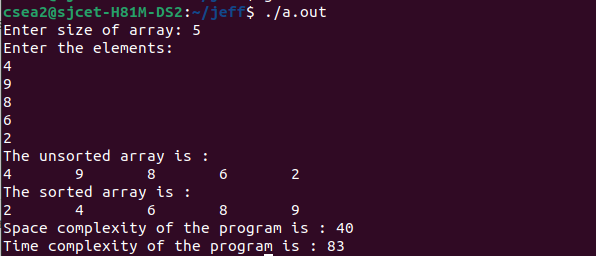 csea2@sjcet-H81M-DS2:~/jeff$ ./a.out
Enter size of array: 5
Enter the elements:
4
9
8
6
2
The unsorted array is :
4 9 8 6 2
The sorted array is :
2 4 6 8 9
Space complexity of the program is : 40
Time complexity of the program is : 83